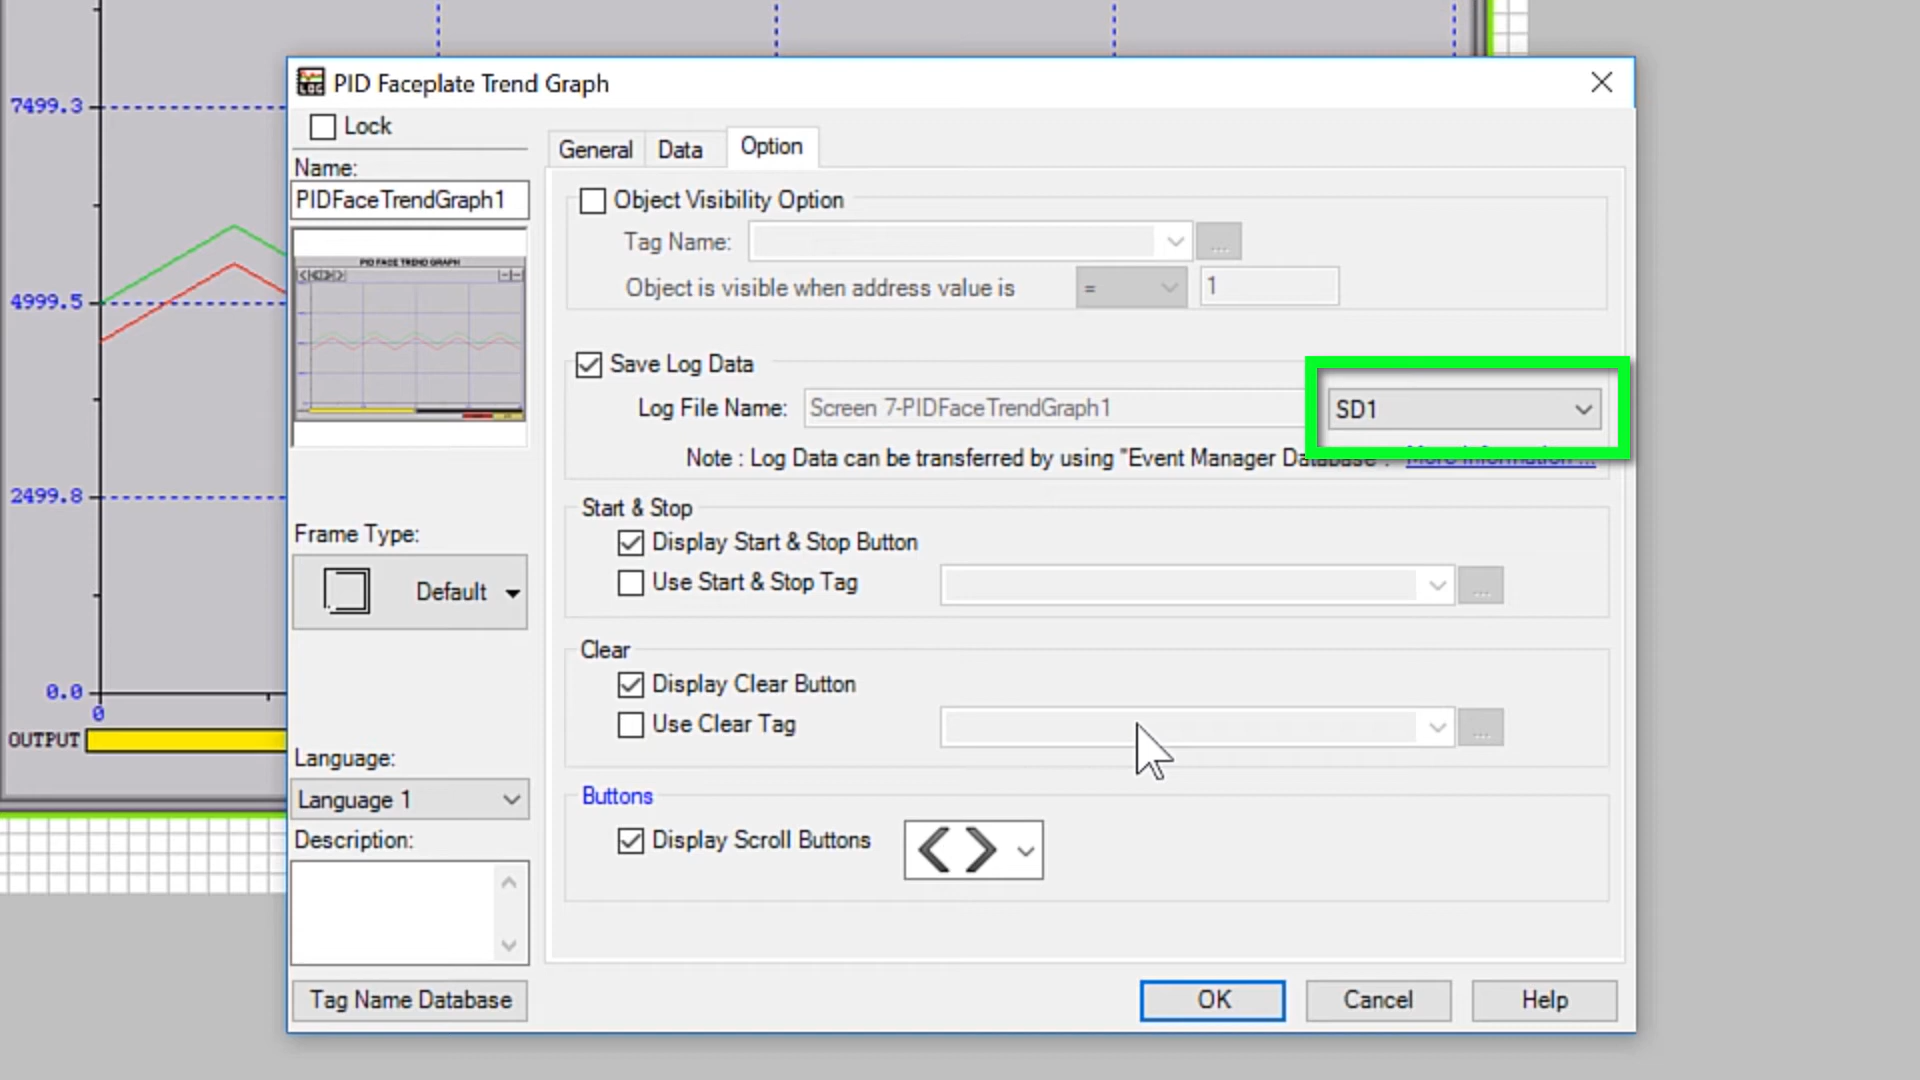 7499.3
4999.5
2499.8
0.0
0
OUTPUT
PID Faceplate Trend Graph
Lock
Name:
PIDFaceTrendGraph1
PID FACE TREND GRAPH
Frame Type:
Default
Language:
Language 1
Description:
Tag Name Database
General
Data
Option
Object Visibility Option
Tag Name:
...
Object is visible when address value is
=
1
Save Log Data
Log File Name:
Screen 7-PIDFaceTrendGraph1
SD1
Note : Log Data can be transferred by using "Event Manager Database".
More Information ...
Start & Stop
Display Start & Stop Button
Use Start & Stop Tag
...
Clear
Display Clear Button
Use Clear Tag
...
Buttons
Display Scroll Buttons
OK
Cancel
Help